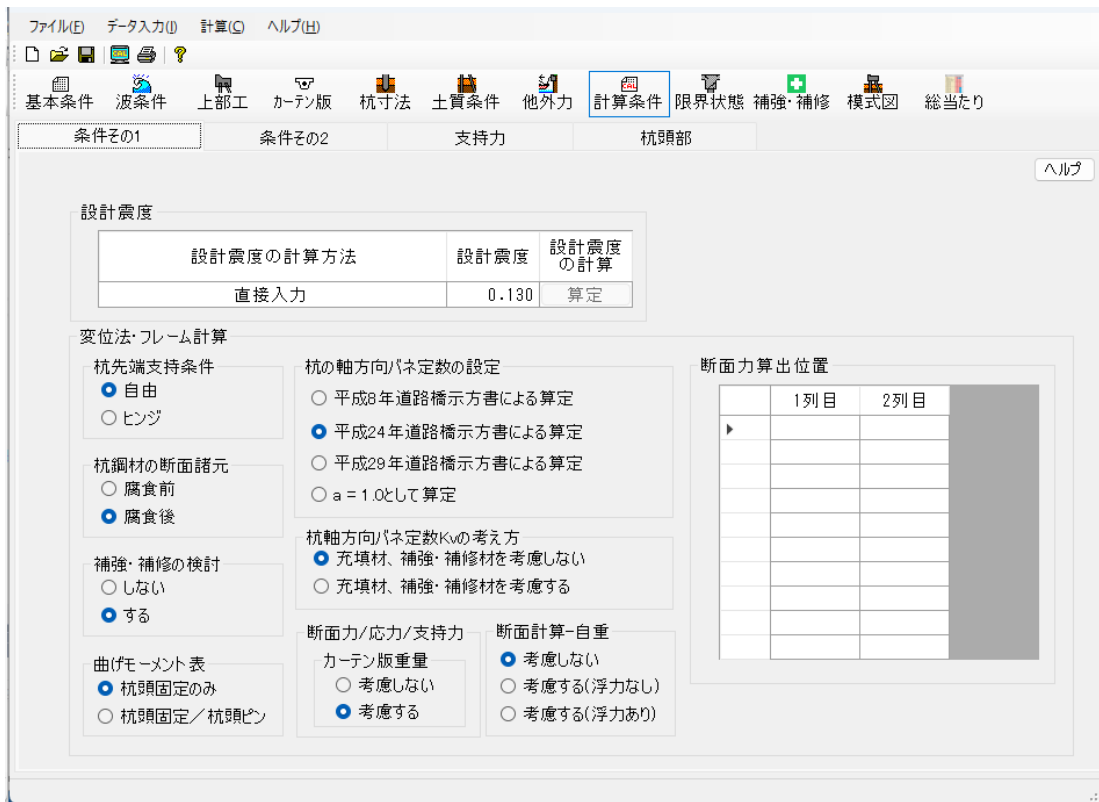 ファイル(F) データ入力(I) 計算(C) ヘルプ(H)
基本条件 波条件 上部工 カーテン版 杭寸法 土質条件 他外力 計算条件 限界状態 補強・補修 模式図 総当たり
条件その1 条件その2 支持力 杭頭部
ヘルプ
設計震度
設計震度の計算方法 設計震度 設計震度の計算
直接入力 0.130 算定
変位法・フレーム計算
杭先端支持条件
自由
ヒンジ
杭鋼材の断面諸元
腐食前
腐食後
補強・補修の検討
しない
する
曲げモーメント表
杭頭固定のみ
杭頭固定／杭頭ピン
杭の軸方向バネ定数の設定
平成8年道路橋示方書による算定
平成24年道路橋示方書による算定
平成29年道路橋示方書による算定
a = 1.0として算定
杭軸方向バネ定数Kvの考え方
充填材、補強・補修材を考慮しない
充填材、補強・補修材を考慮する
断面力/応力/支持力
カーテン版重量
考慮しない
考慮する
断面計算-自重
考慮しない
考慮する(浮力なし)
考慮する(浮力あり)
断面力算出位置
1列目 2列目